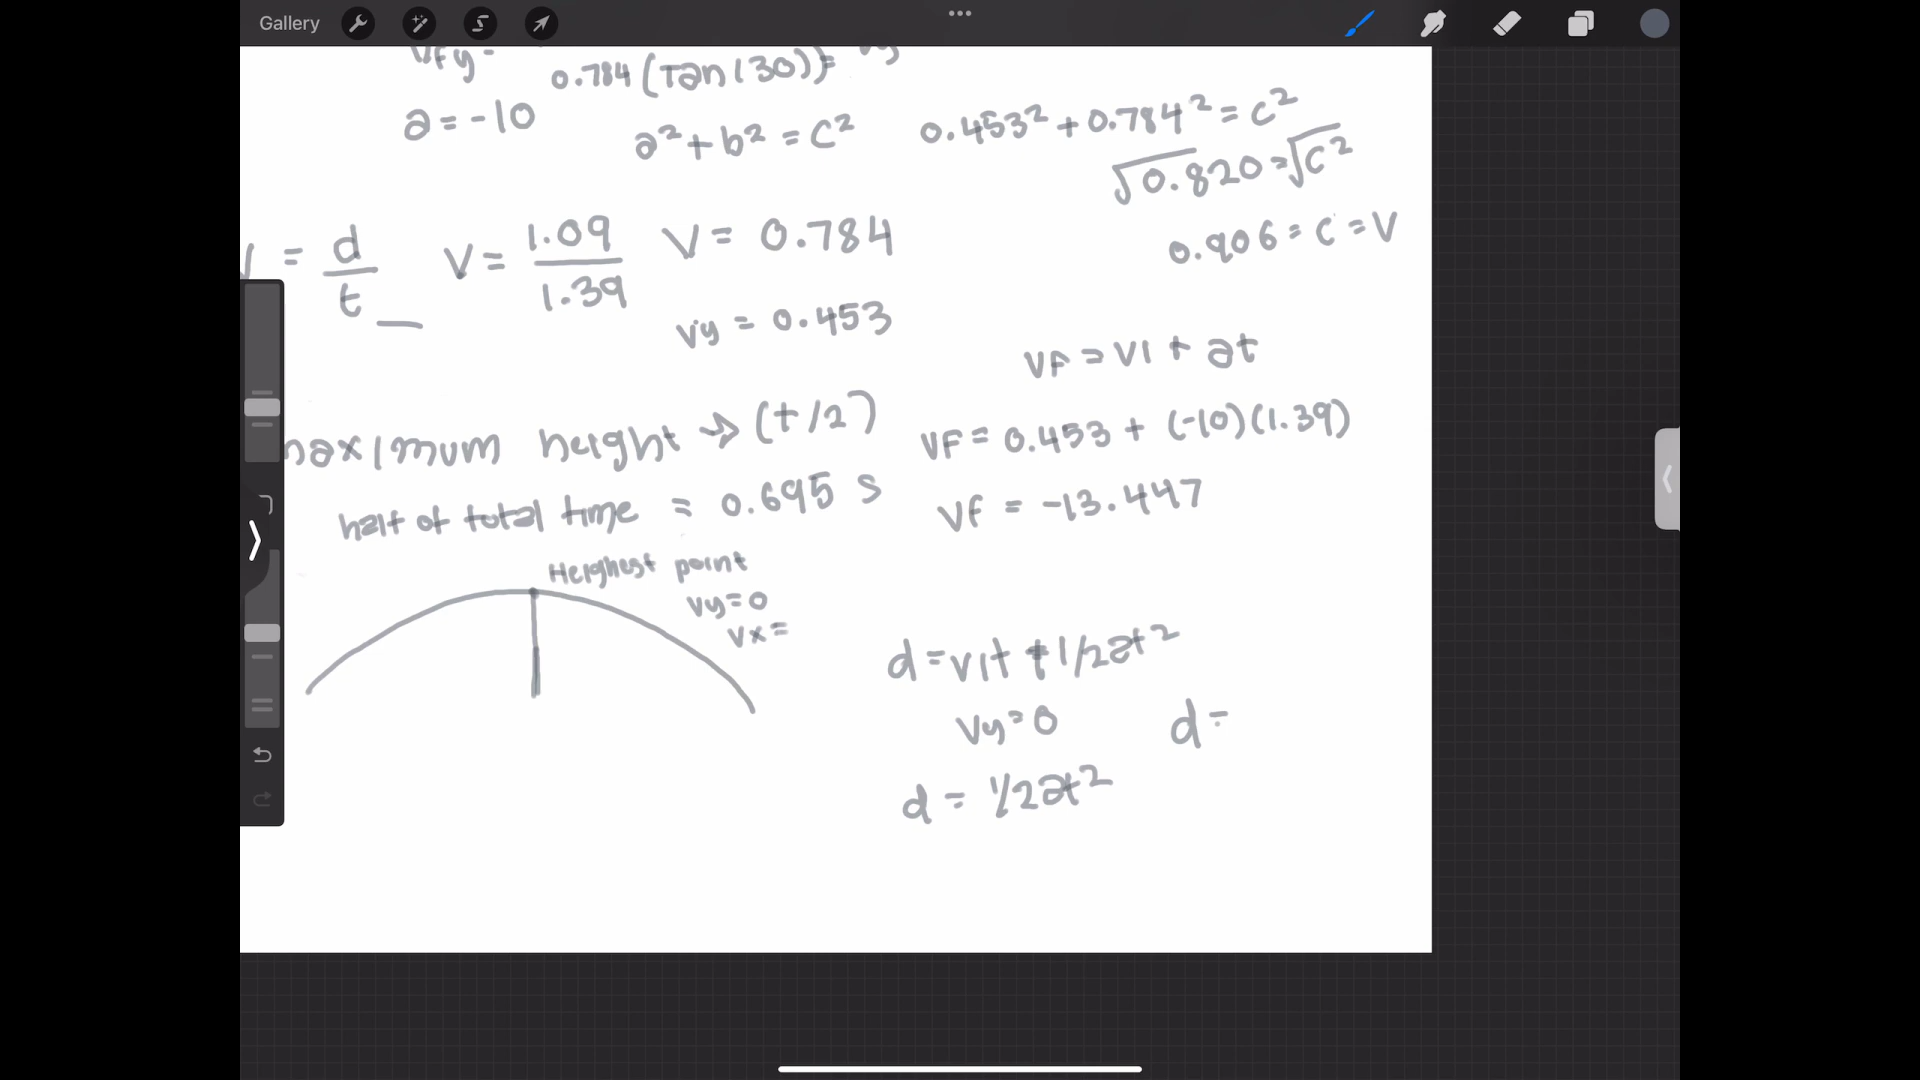 Gallery
vfy =
0.784 (Tan(30)) = vy
a = -10
a² + b² = c²
0.453² + 0.784² = c²
√0.820 = √c²
0.906 = c = V
V = d/t
V = 1.09/1.39
V = 0.784
vy = 0.453
maximum height → (t/2)
half of total time = 0.695 s
Heighest point
vy = 0
vx =
VF = VI + at
VF = 0.453 + (-10)(1.39)
VF = -13.447
d = v1t + 1/2at²
Vy = 0
d =
d = 1/2at²